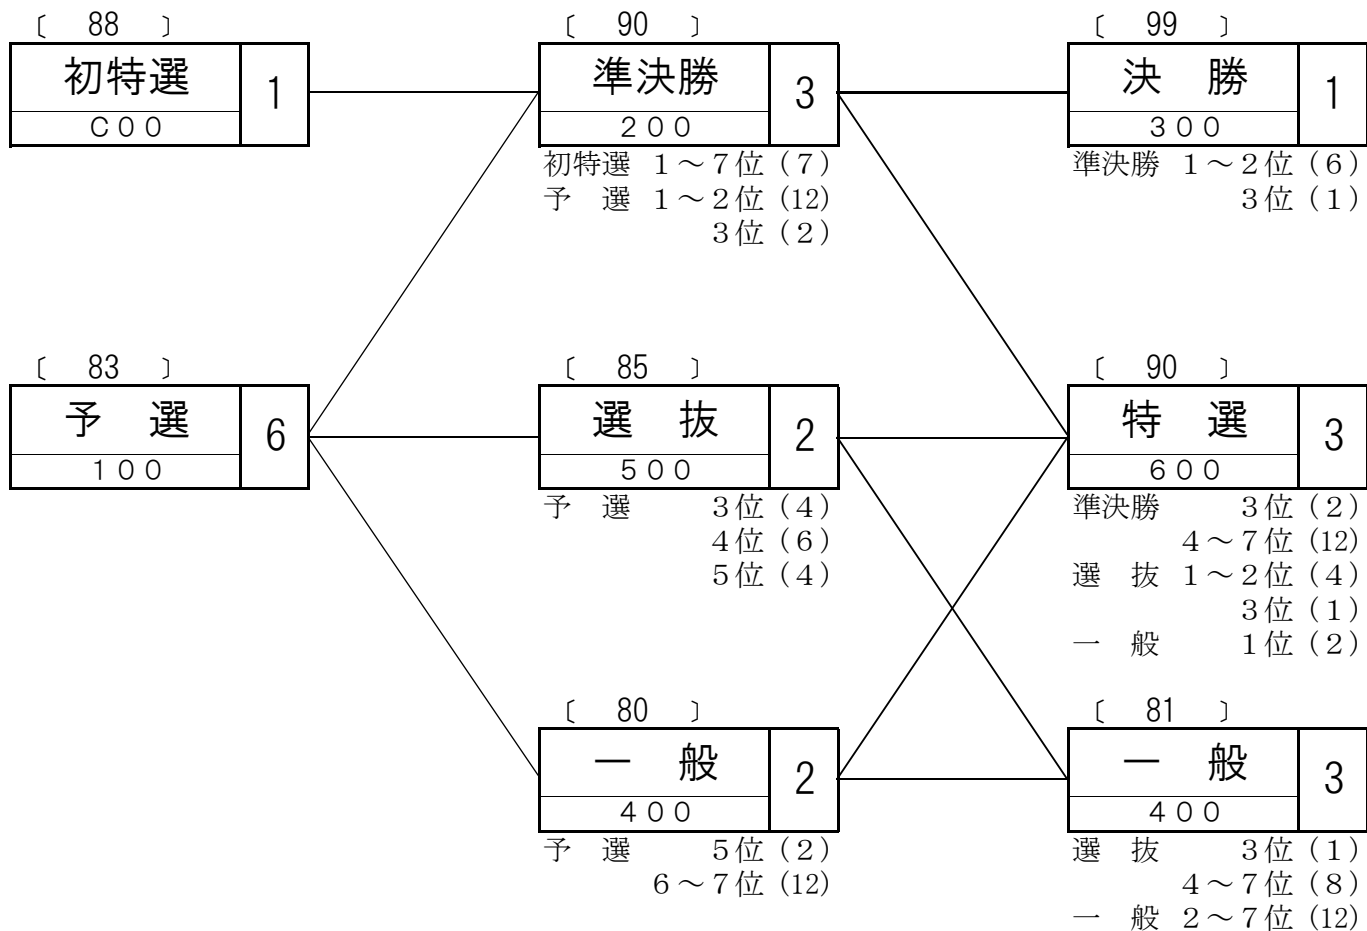 〔 88 〕
初特選 1
C00
〔 83 〕
予 選 6
100
〔 90 〕
準決勝 3
200
初特選 1～7位(7)
予 選 1～2位(12)
3位(2)
〔 85 〕
選 抜 2
500
予 選 3位(4)
4位(6)
5位(4)
〔 80 〕
一 般 2
400
予 選 5位(2)
6～7位(12)
〔 99 〕
決 勝 1
300
準決勝 1～2位(6)
3位(1)
〔 90 〕
特 選 3
600
準決勝 3位(2)
4～7位(12)
選 抜 1～2位(4)
3位(1)
一 般 1位(2)
〔 81 〕
一 般 3
400
選 抜 3位(1)
4～7位(8)
一 般 2～7位(12)